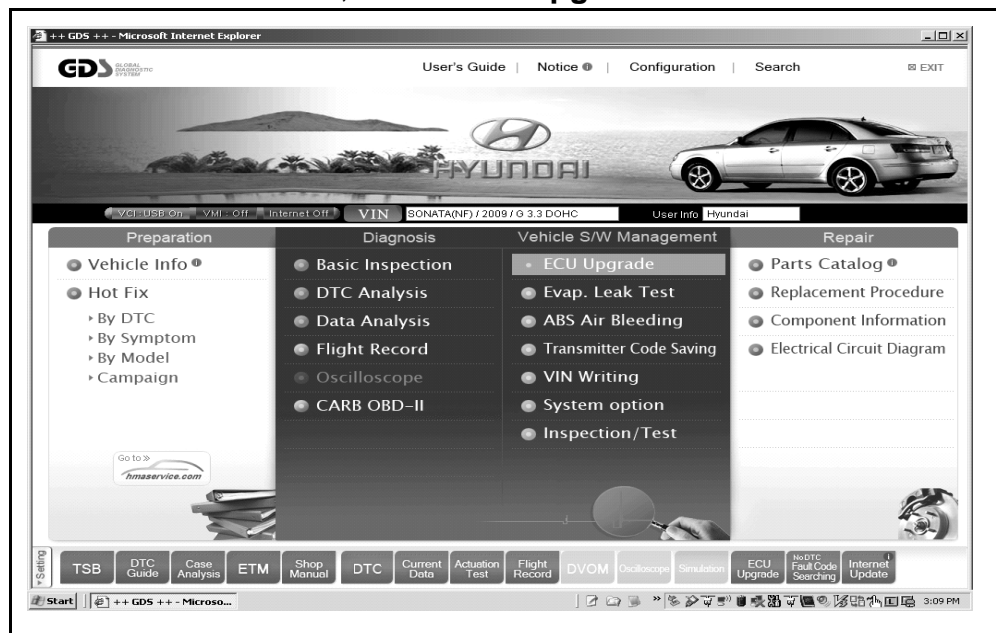 ++ GDS ++ - Microsoft Internet Explorer
GDS GLOBAL DIAGNOSTIC SYSTEM
User's Guide | Notice | Configuration | Search EXIT
HYUNDAI
VCI : USB On VMI : Off Internet Off VIN SONATA(NF) / 2009 / G 3.3 DOHC User Info Hyundai
Preparation
Vehicle Info
Hot Fix
By DTC
By Symptom
By Model
Campaign
Go to »
hmaservice.com
Diagnosis
Basic Inspection
DTC Analysis
Data Analysis
Flight Record
Oscilloscope
CARB OBD-II
Vehicle S/W Management
ECU Upgrade
Evap. Leak Test
ABS Air Bleeding
Transmitter Code Saving
VIN Writing
System option
Inspection/Test
Repair
Parts Catalog
Replacement Procedure
Component Information
Electrical Circuit Diagram
Setting
TSB
DTC Guide
Case Analysis
ETM
Shop Manual
DTC
Current Data
Actuation Test
Flight Record
DVOM
Oscilloscope
Simulation
ECU Upgrade
No DTC Fault Code Searching
Internet Update
Start ++ GDS ++ - Microso... 3:09 PM